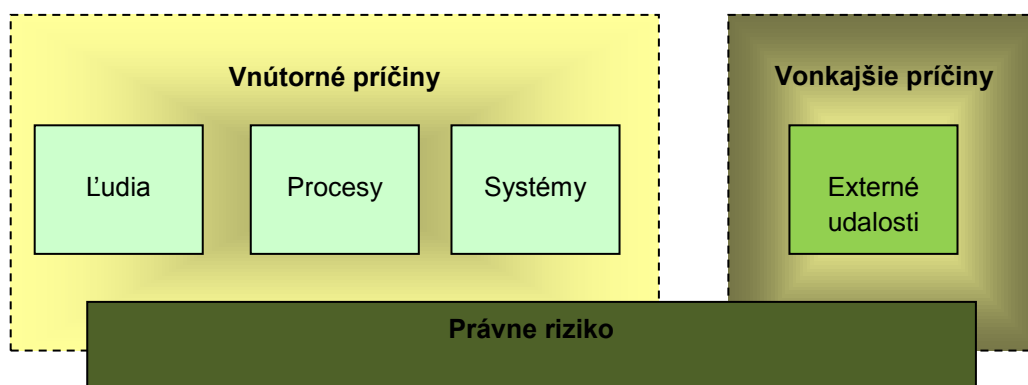 Vnútorné príčiny
Vonkajšie príčiny
Ľudia
Procesy
Systémy
Externé
udalosti
Právne riziko